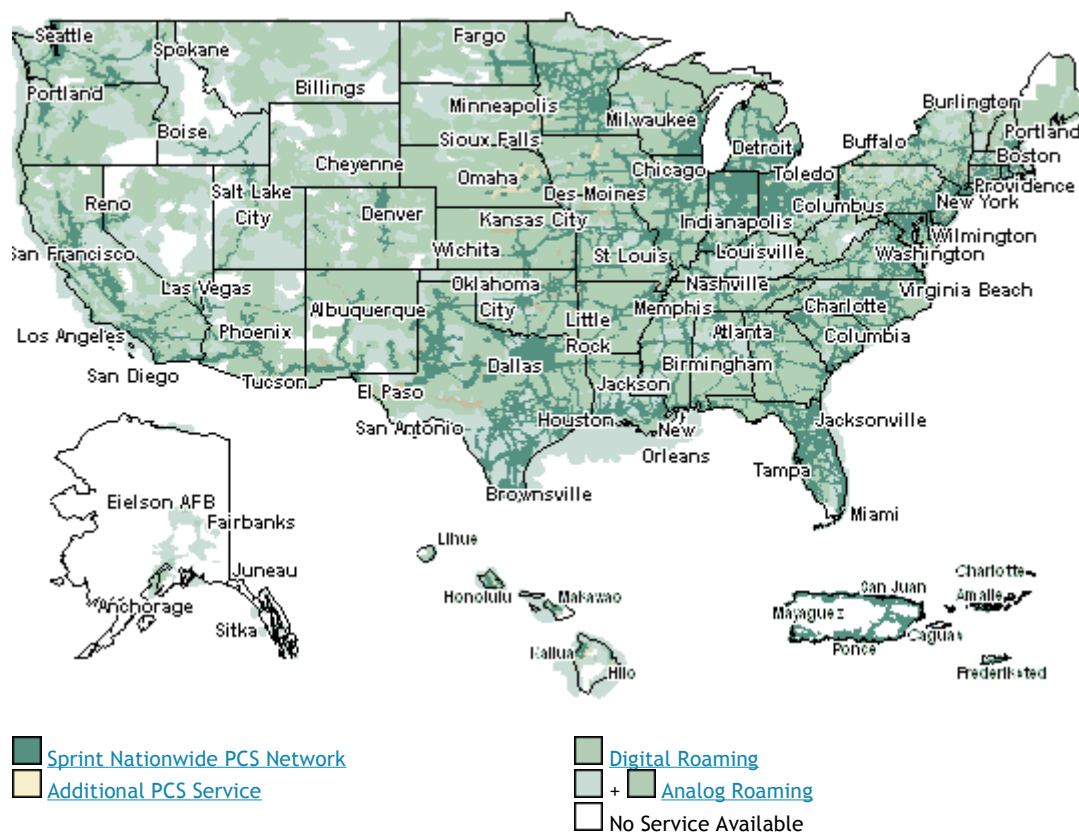 Seattle
Spokane
Fargo
Portland
Billings
Minneapolis
Burlington
Boise
Sioux Falls
Milwaukee
Buffalo
Portland
Detroit
Boston
Cheyenne
Omaha
Chicago
Toledo
Providence
Reno
Salt Lake
City
Denver
Des-Moines
Columbus
New York
Kansas City
Indianapolis
San Francisco
Wichita
St Louis
Louisville
Washington
Wilmington
Las Vegas
Oklahoma
City
Nashville
Virginia Beach
Albuquerque
Little
Rock
Memphis
Charlotte
Los Angeles
Phoenix
Atlanta
Columbia
San Diego
Tucson
Dallas
Birmingham
El Paso
Jackson
San Antonio
Houston
New
Orleans
Jacksonville
Brownsville
Tampa
Miami
Eielson AFB
Fairbanks
Juneau
Anchorage
Sitka
Lihue
Honolulu
Makawao
Kailua
Hilo
San Juan
Charlotte
Amalie
Mayaguez
Caguas
Ponce
Frederiksted
Sprint Nationwide PCS Network
Additional PCS Service
Digital Roaming
+ Analog Roaming
No Service Available